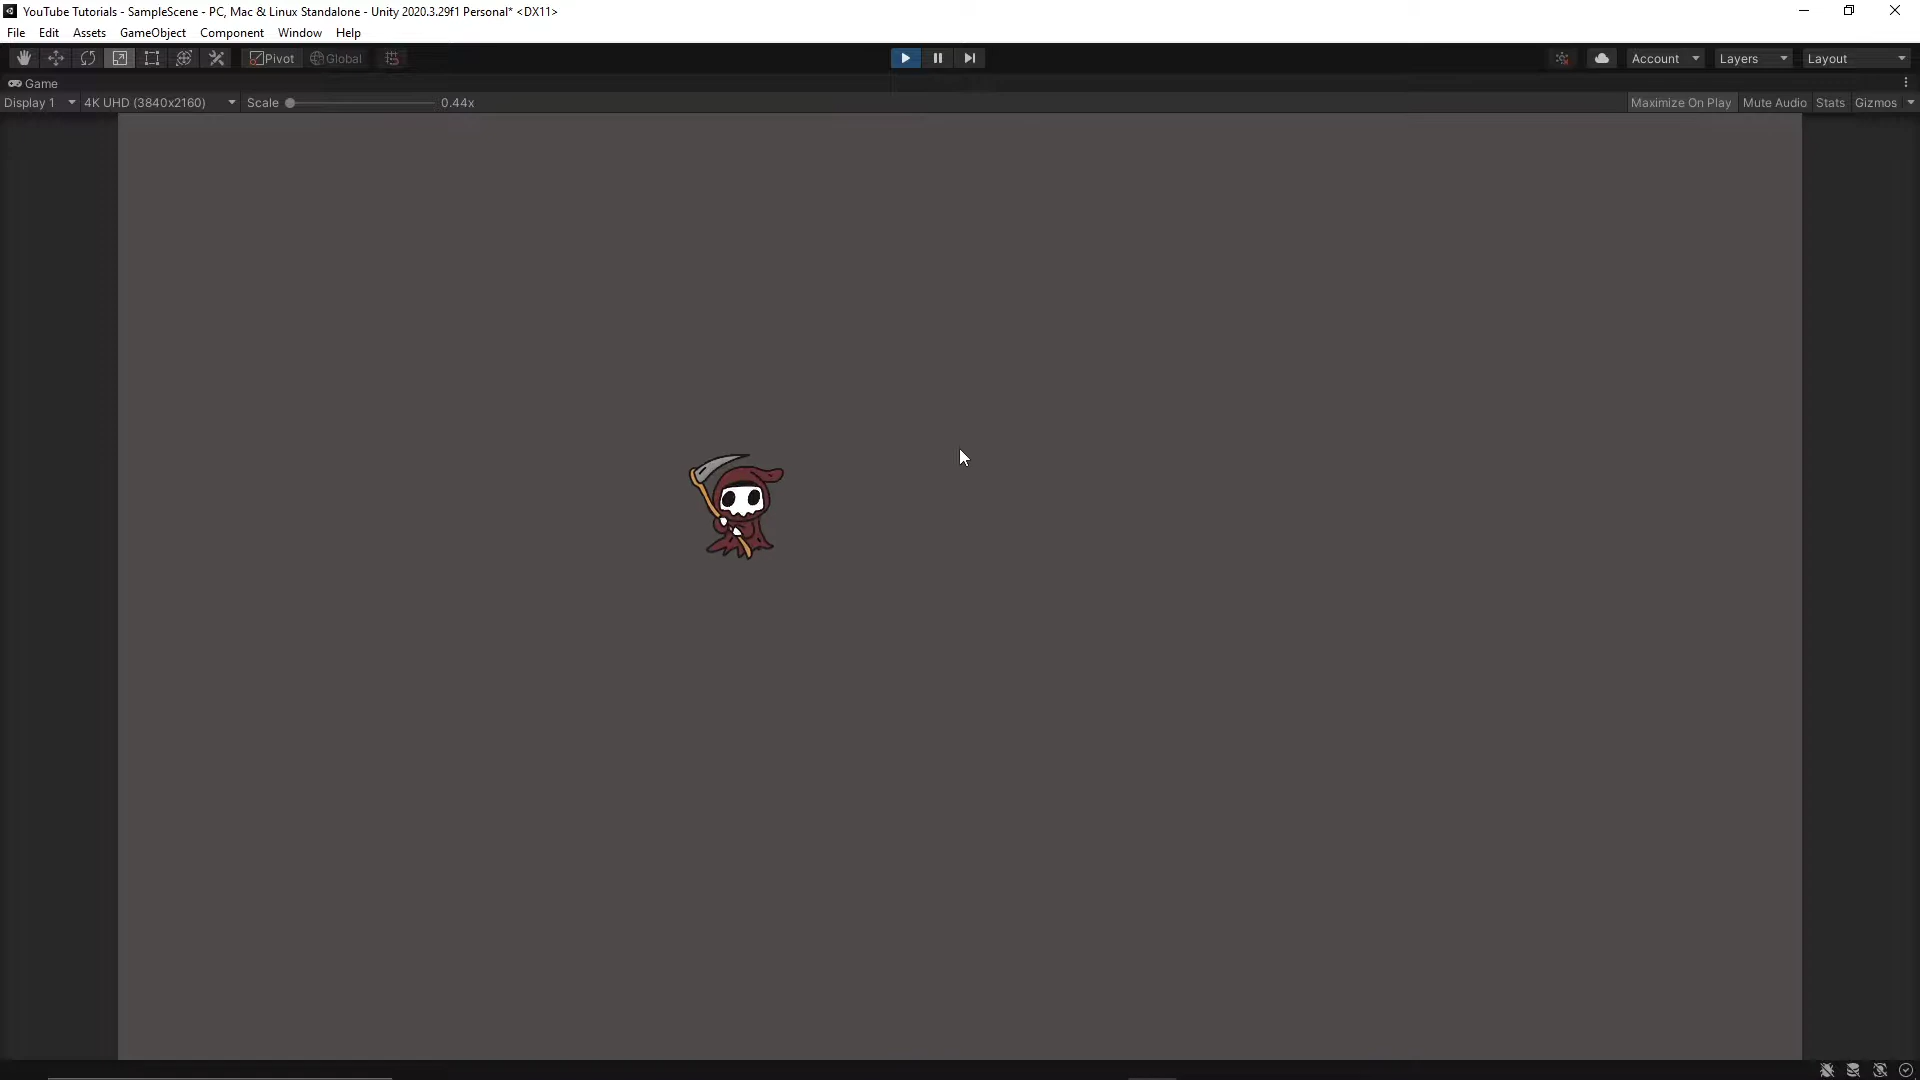 YouTube Tutorials - SampleScene - PC, Mac & Linux Standalone - Unity 2020.3.29f1 Personal* <DX11>
File Edit Assets GameObject Component Window Help
Pivot Global Account Layers Layout
Game
Display 1 4K UHD (3840x2160) Scale 0.44x Maximize On Play Mute Audio Stats Gizmos